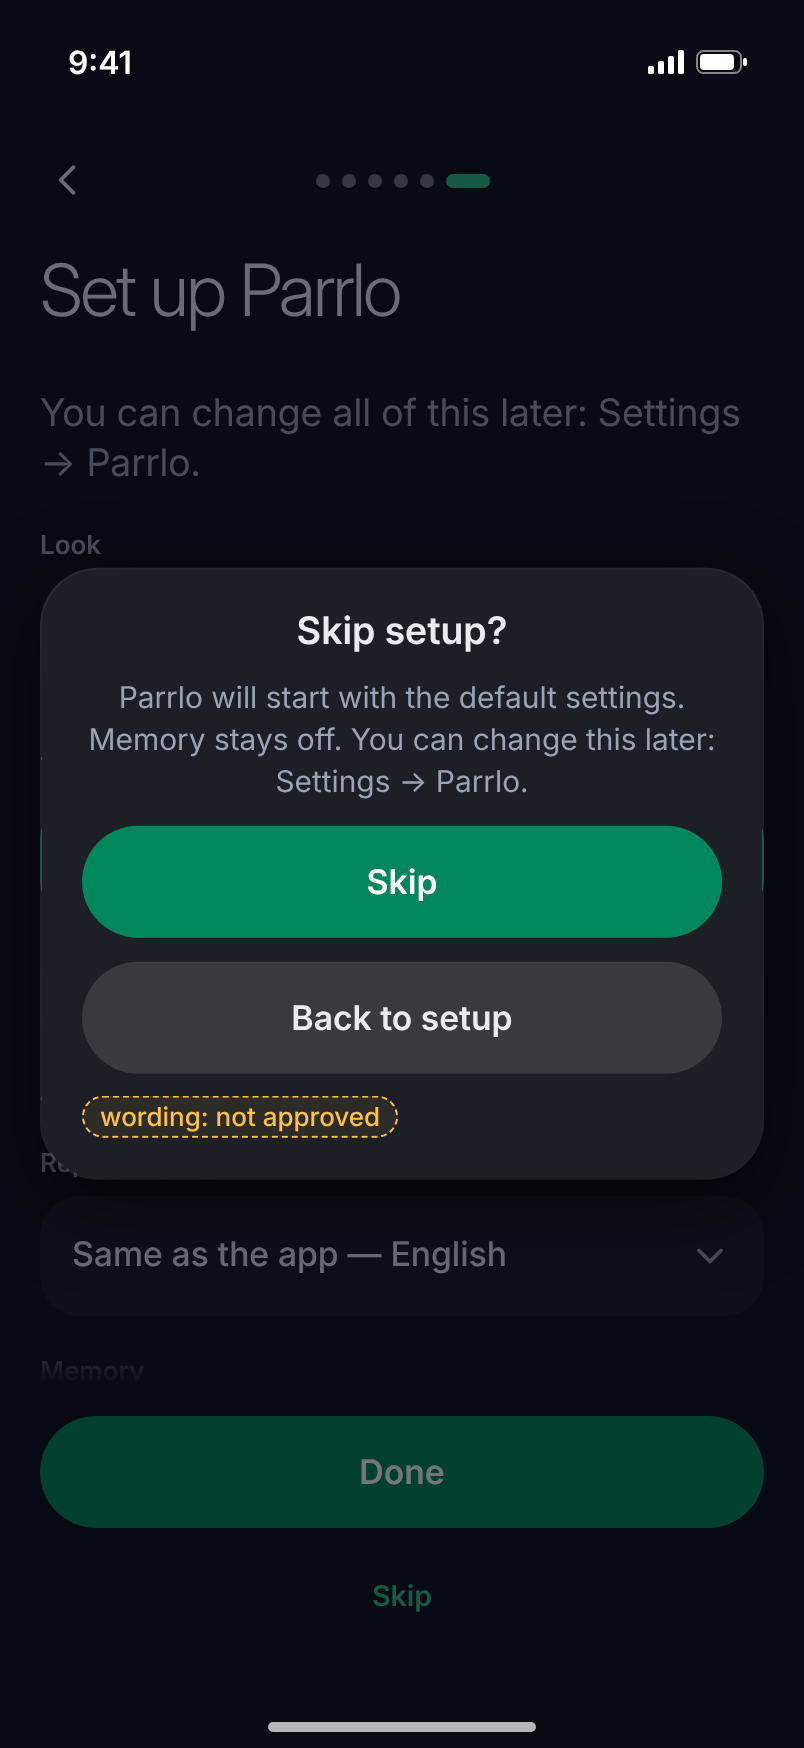 9:41
Set up Parrlo
You can change all of this later: Settings
→ Parrlo.
Look
Skip setup?
Parrlo will start with the default settings.
Memory stays off. You can change this later:
Settings → Parrlo.
Skip
Back to setup
wording: not approved
Same as the app — English
Memory
Done
Skip